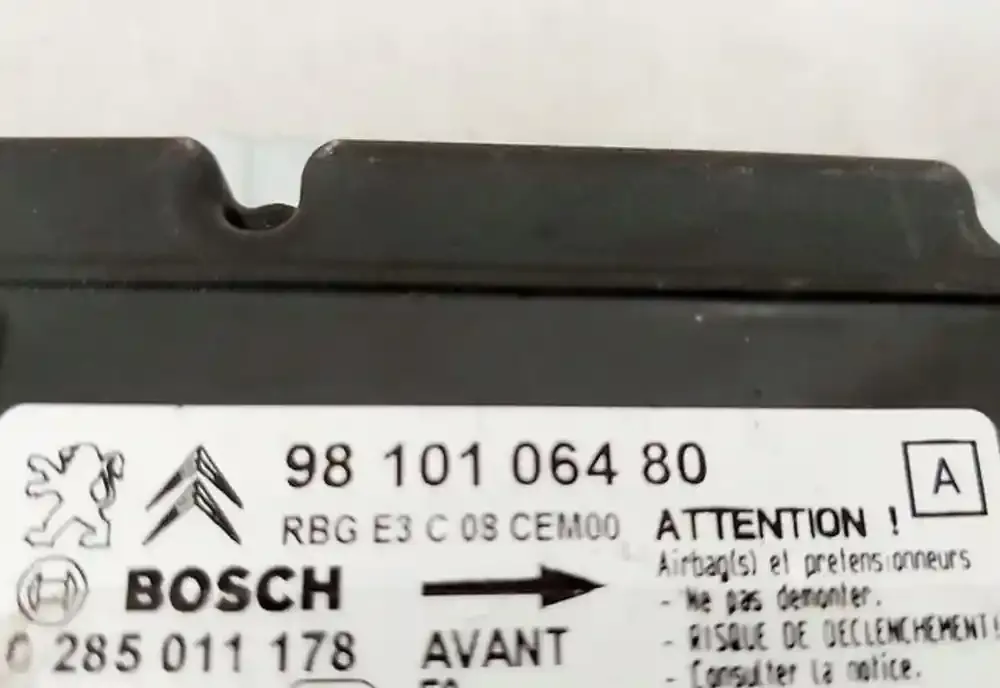 98 101 064 80
A
RBG E3 C 08 CEM00
ATTENTION !
Airbag(s) et pretensionneurs
- Ne pas demonter.
- RISQUE DE DECLENCHEMENT!
- Consulter la notice.
BOSCH
0 285 011 178
AVANT